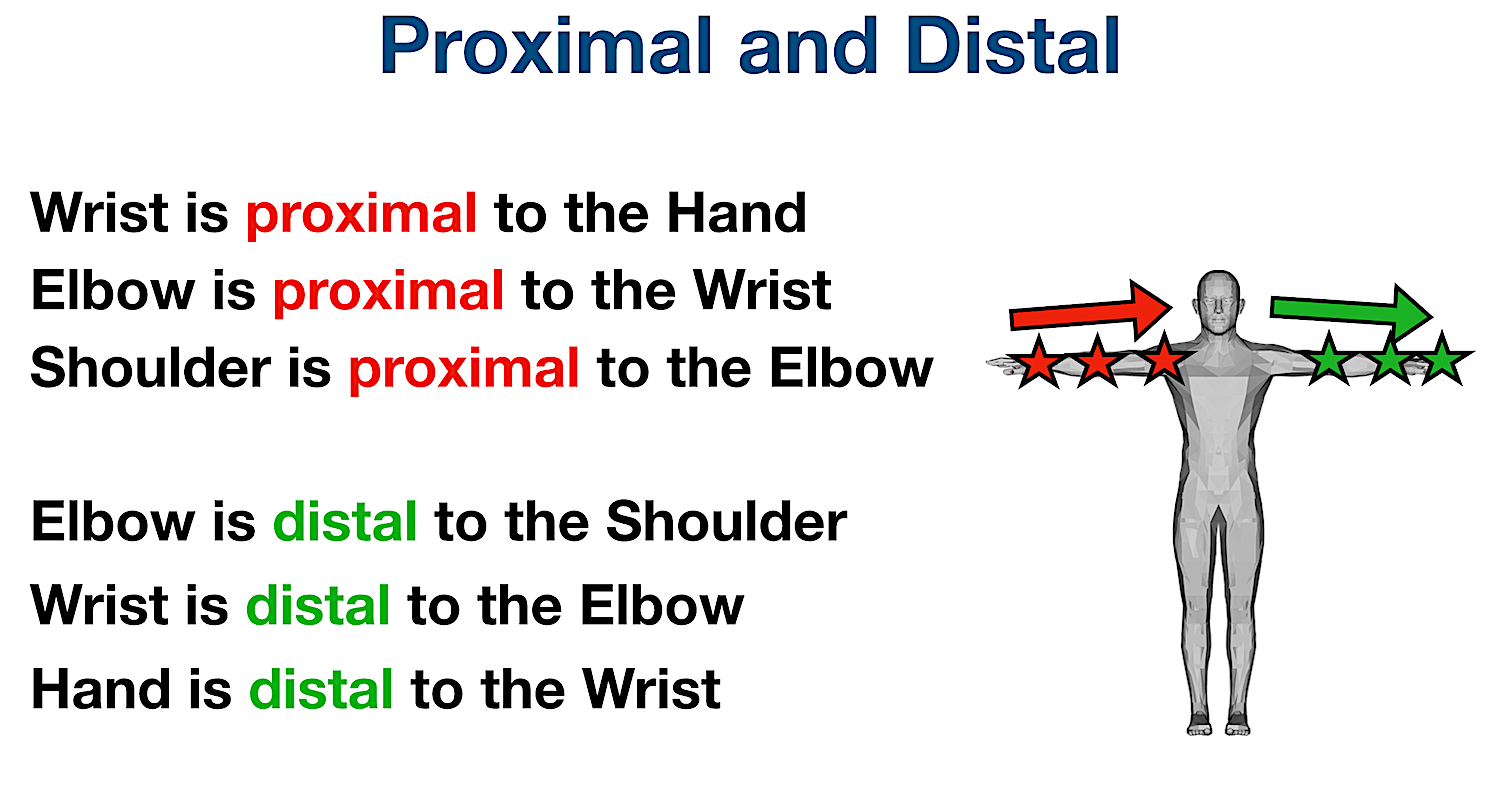 Proximal and Distal
Wrist is proximal to the Hand
Elbow is proximal to the Wrist
Shoulder is proximal to the Elbow
Elbow is distal to the Shoulder
Wrist is distal to the Elbow
Hand is distal to the Wrist